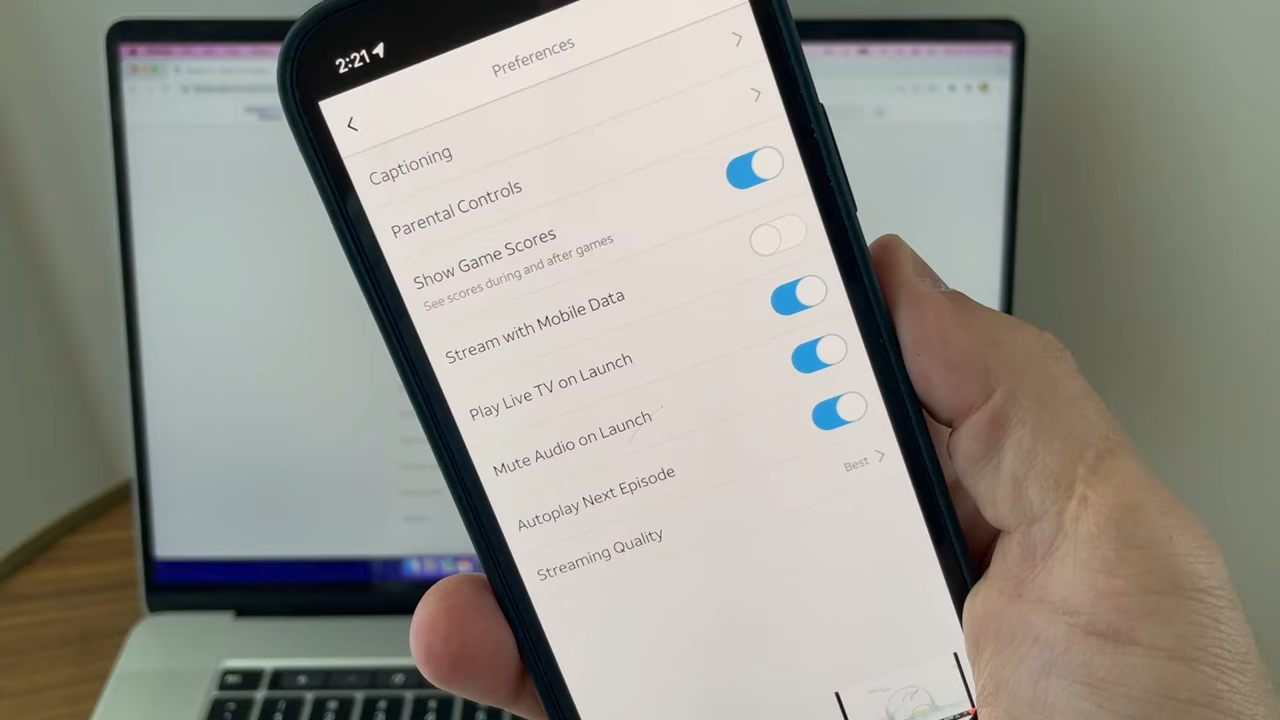 2:21
Preferences
Captioning
Parental Controls
Show Game Scores
See scores during and after games
Stream with Mobile Data
Play Live TV on Launch
Mute Audio on Launch
Autoplay Next Episode
Streaming Quality
Best